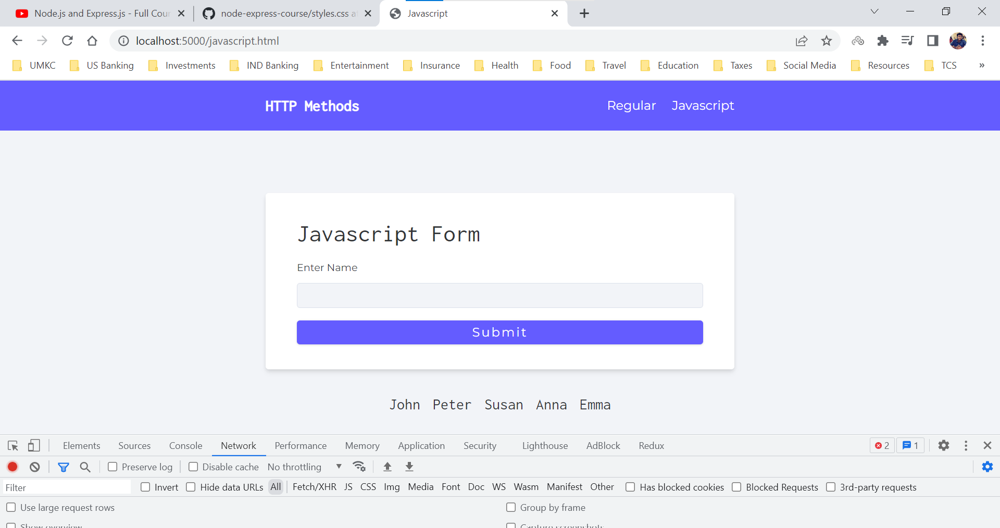 Node.js and Express.js - Full Cour
node-express-course/styles.css at
Javascript
localhost:5000/javascript.html
UMKC US Banking Investments IND Banking Entertainment Insurance Health Food Travel Education Taxes Social Media Resources TCS »
HTTP Methods Regular Javascript
Javascript Form
Enter Name
Submit
John Peter Susan Anna Emma
Elements Sources Console Network Performance Memory Application Security Lighthouse AdBlock Redux 2 1
Preserve log Disable cache No throttling
Filter Invert Hide data URLs All Fetch/XHR JS CSS Img Media Font Doc WS Wasm Manifest Other Has blocked cookies Blocked Requests 3rd-party requests
Use large request rows Group by frame
Show overview Capture screenshots